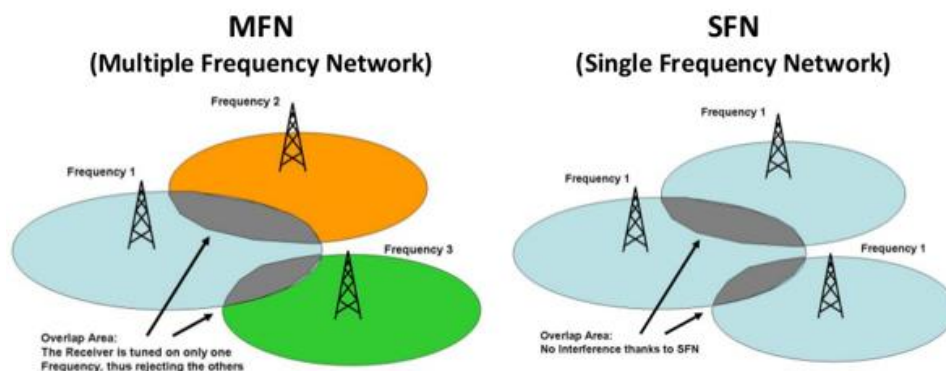 MFN
(Multiple Frequency Network)
Frequency 2
Frequency 1
Frequency 3
Overlap Area:
The Receiver is tuned on only one
Frequency, thus rejecting the others
SFN
(Single Frequency Network)
Frequency 1
Frequency 1
Frequency 1
Overlap Area:
No Interference thanks to SFN